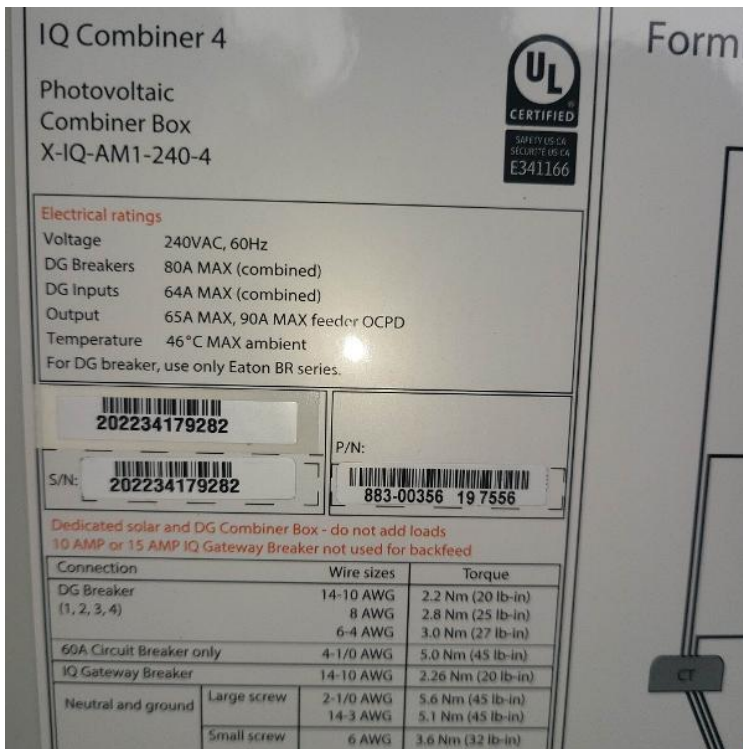 IQ Combiner 4
Photovoltaic
Combiner Box
X-IQ-AM1-240-4
UL
®
CERTIFIED
SAFETY US CA
SÉCURITÉ US CA
E341166
Form
Electrical ratings
Voltage 240VAC, 60Hz
DG Breakers 80A MAX (combined)
DG Inputs 64A MAX (combined)
Output 65A MAX, 90A MAX feeder OCPD
Temperature 46°C MAX ambient
For DG breaker, use only Eaton BR series.
202234179282
S/N: 202234179282
P/N:
883-00356 19 7556
Dedicated solar and DG Combiner Box - do not add loads
10 AMP or 15 AMP IQ Gateway Breaker not used for backfeed
Connection Wire sizes Torque
DG Breaker 14-10 AWG 2.2 Nm (20 lb-in)
(1, 2, 3, 4) 8 AWG 2.8 Nm (25 lb-in)
6-4 AWG 3.0 Nm (27 lb-in)
60A Circuit Breaker only 4-1/0 AWG 5.0 Nm (45 lb-in)
IQ Gateway Breaker 14-10 AWG 2.26 Nm (20 lb-in)
Neutral and ground Large screw 2-1/0 AWG 5.6 Nm (45 lb-in)
14-3 AWG 5.1 Nm (45 lb-in)
Small screw 6 AWG 3.6 Nm (32 lb-in)
CT